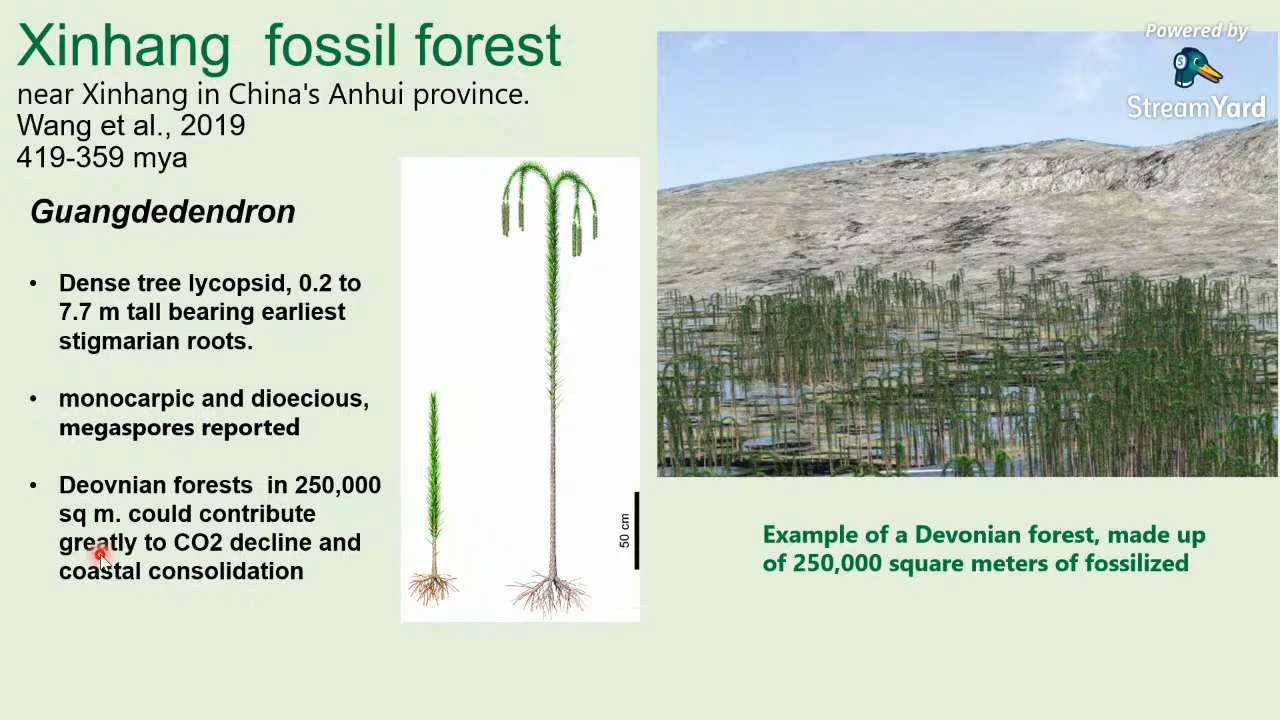 Xinhang fossil forest
near Xinhang in China's Anhui province.
Wang et al., 2019
419-359 mya
Guangdedendron
• Dense tree lycopsid, 0.2 to
7.7 m tall bearing earliest
stigmarian roots.
• monocarpic and dioecious,
megaspores reported
• Deovnian forests in 250,000
sq m. could contribute
greatly to CO2 decline and
coastal consolidation
50 cm
Powered by
StreamYard
Example of a Devonian forest, made up
of 250,000 square meters of fossilized